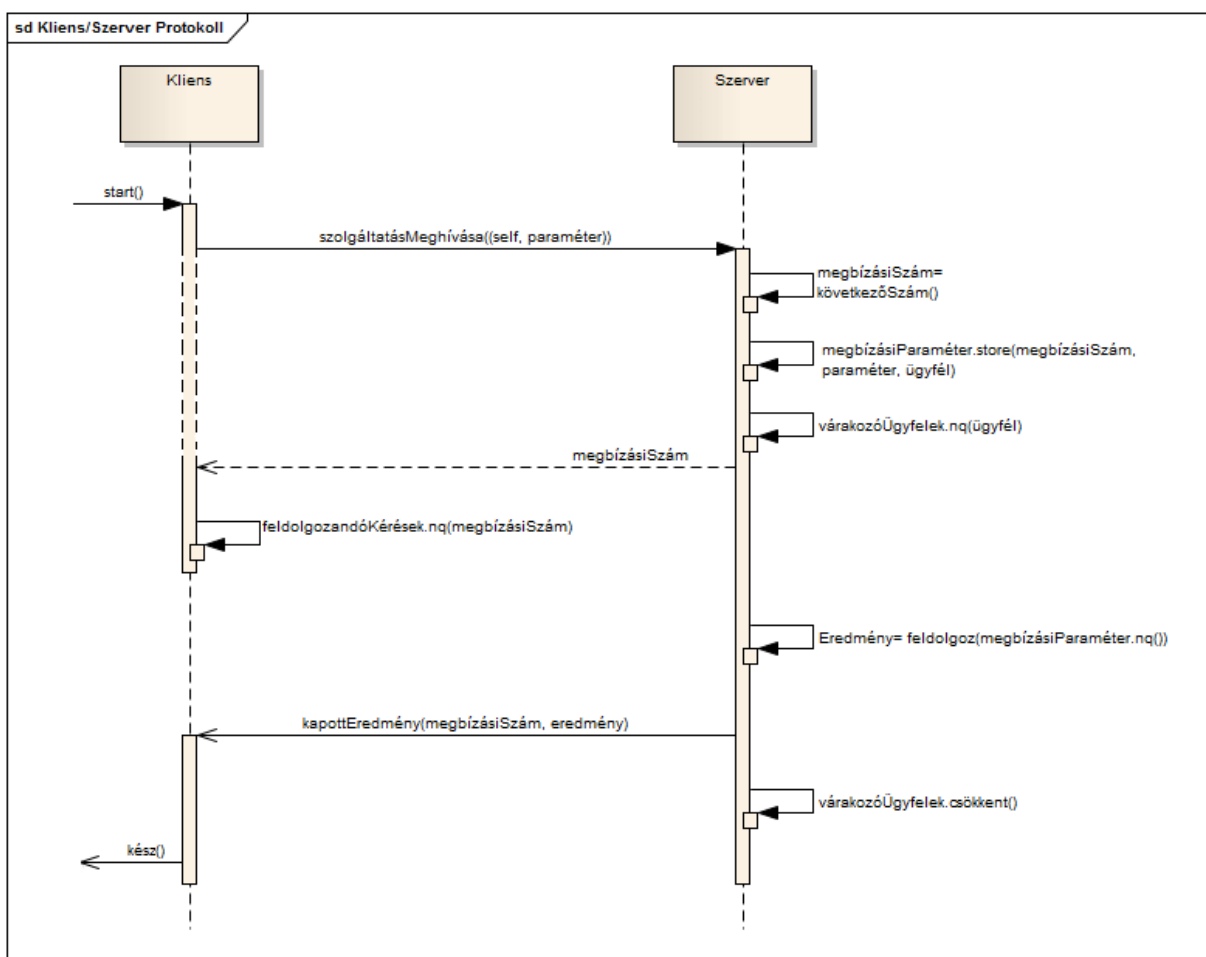 sd Kliens/Szerver Protokoll
Kliens
Szerver
start()
szolgáltatásMeghívása((self, paraméter))
megbízásiSzám=
következőSzám()
megbízásiParaméter.store(megbízásiSzám,
paraméter, ügyfél)
várakozóÜgyfelek.nq(ügyfél)
megbízásiSzám
feldolgozandóKérések.nq(megbízásiSzám)
Eredmény= feldolgoz(megbízásiParaméter.nq())
kapottEredmény(megbízásiSzám, eredmény)
várakozóÜgyfelek.csökkent()
kész()